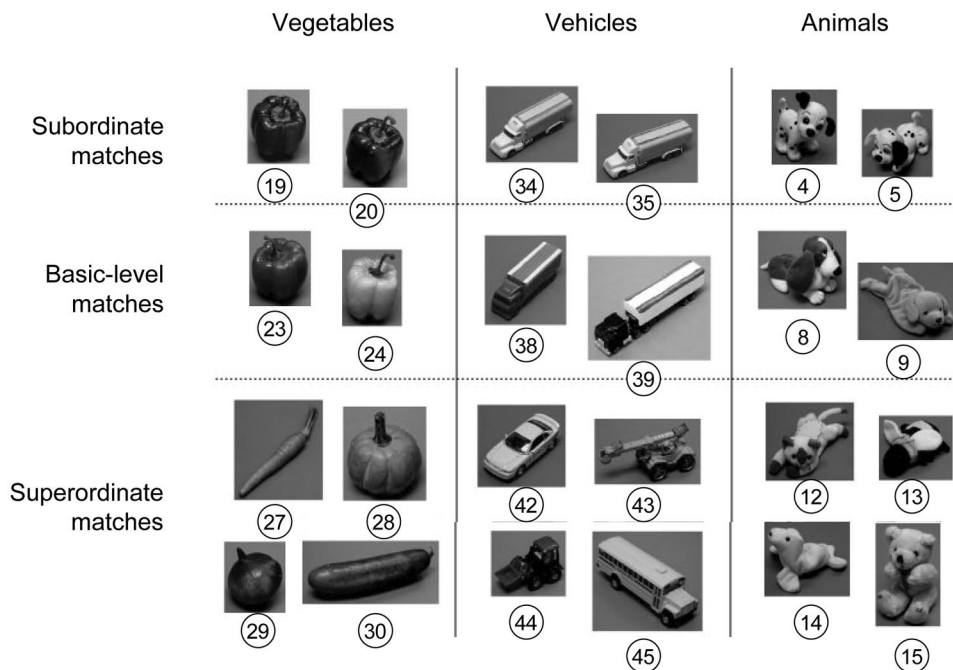 Vegetables
Vehicles
Animals
Subordinate
matches
19
20
34
35
4
5
Basic-level
matches
23
24
38
39
8
9
Superordinate
matches
27
28
42
43
12
13
29
30
44
45
14
15